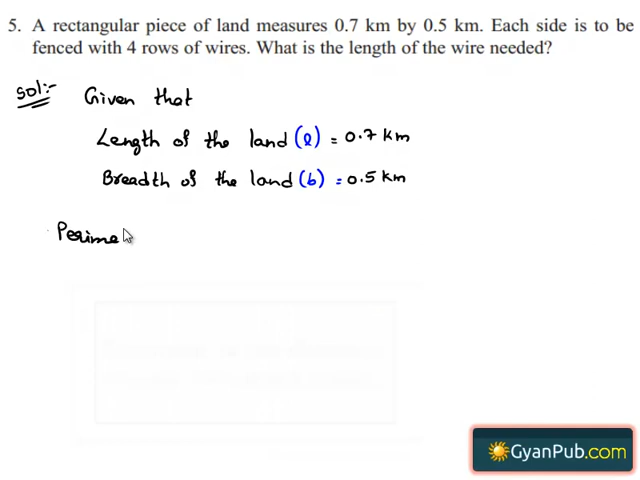 5. A rectangular piece of land measures 0.7 km by 0.5 km. Each side is to be
fenced with 4 rows of wires. What is the length of the wire needed?
Sol:-
Given that
Length of the land (l) = 0.7 km
Breadth of the land (b) = 0.5 km
Perime
GyanPub.com